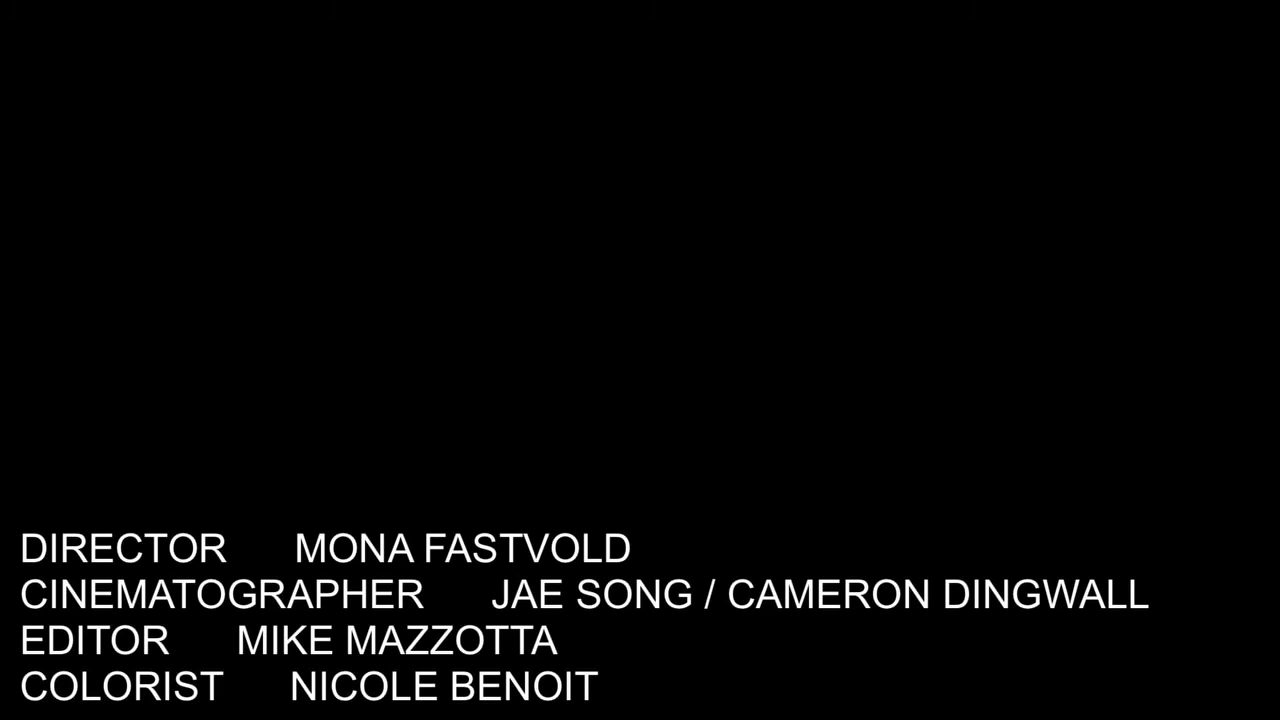 DIRECTOR MONA FASTVOLD
CINEMATOGRAPHER JAE SONG / CAMERON DINGWALL
EDITOR MIKE MAZZOTTA
COLORIST NICOLE BENOIT